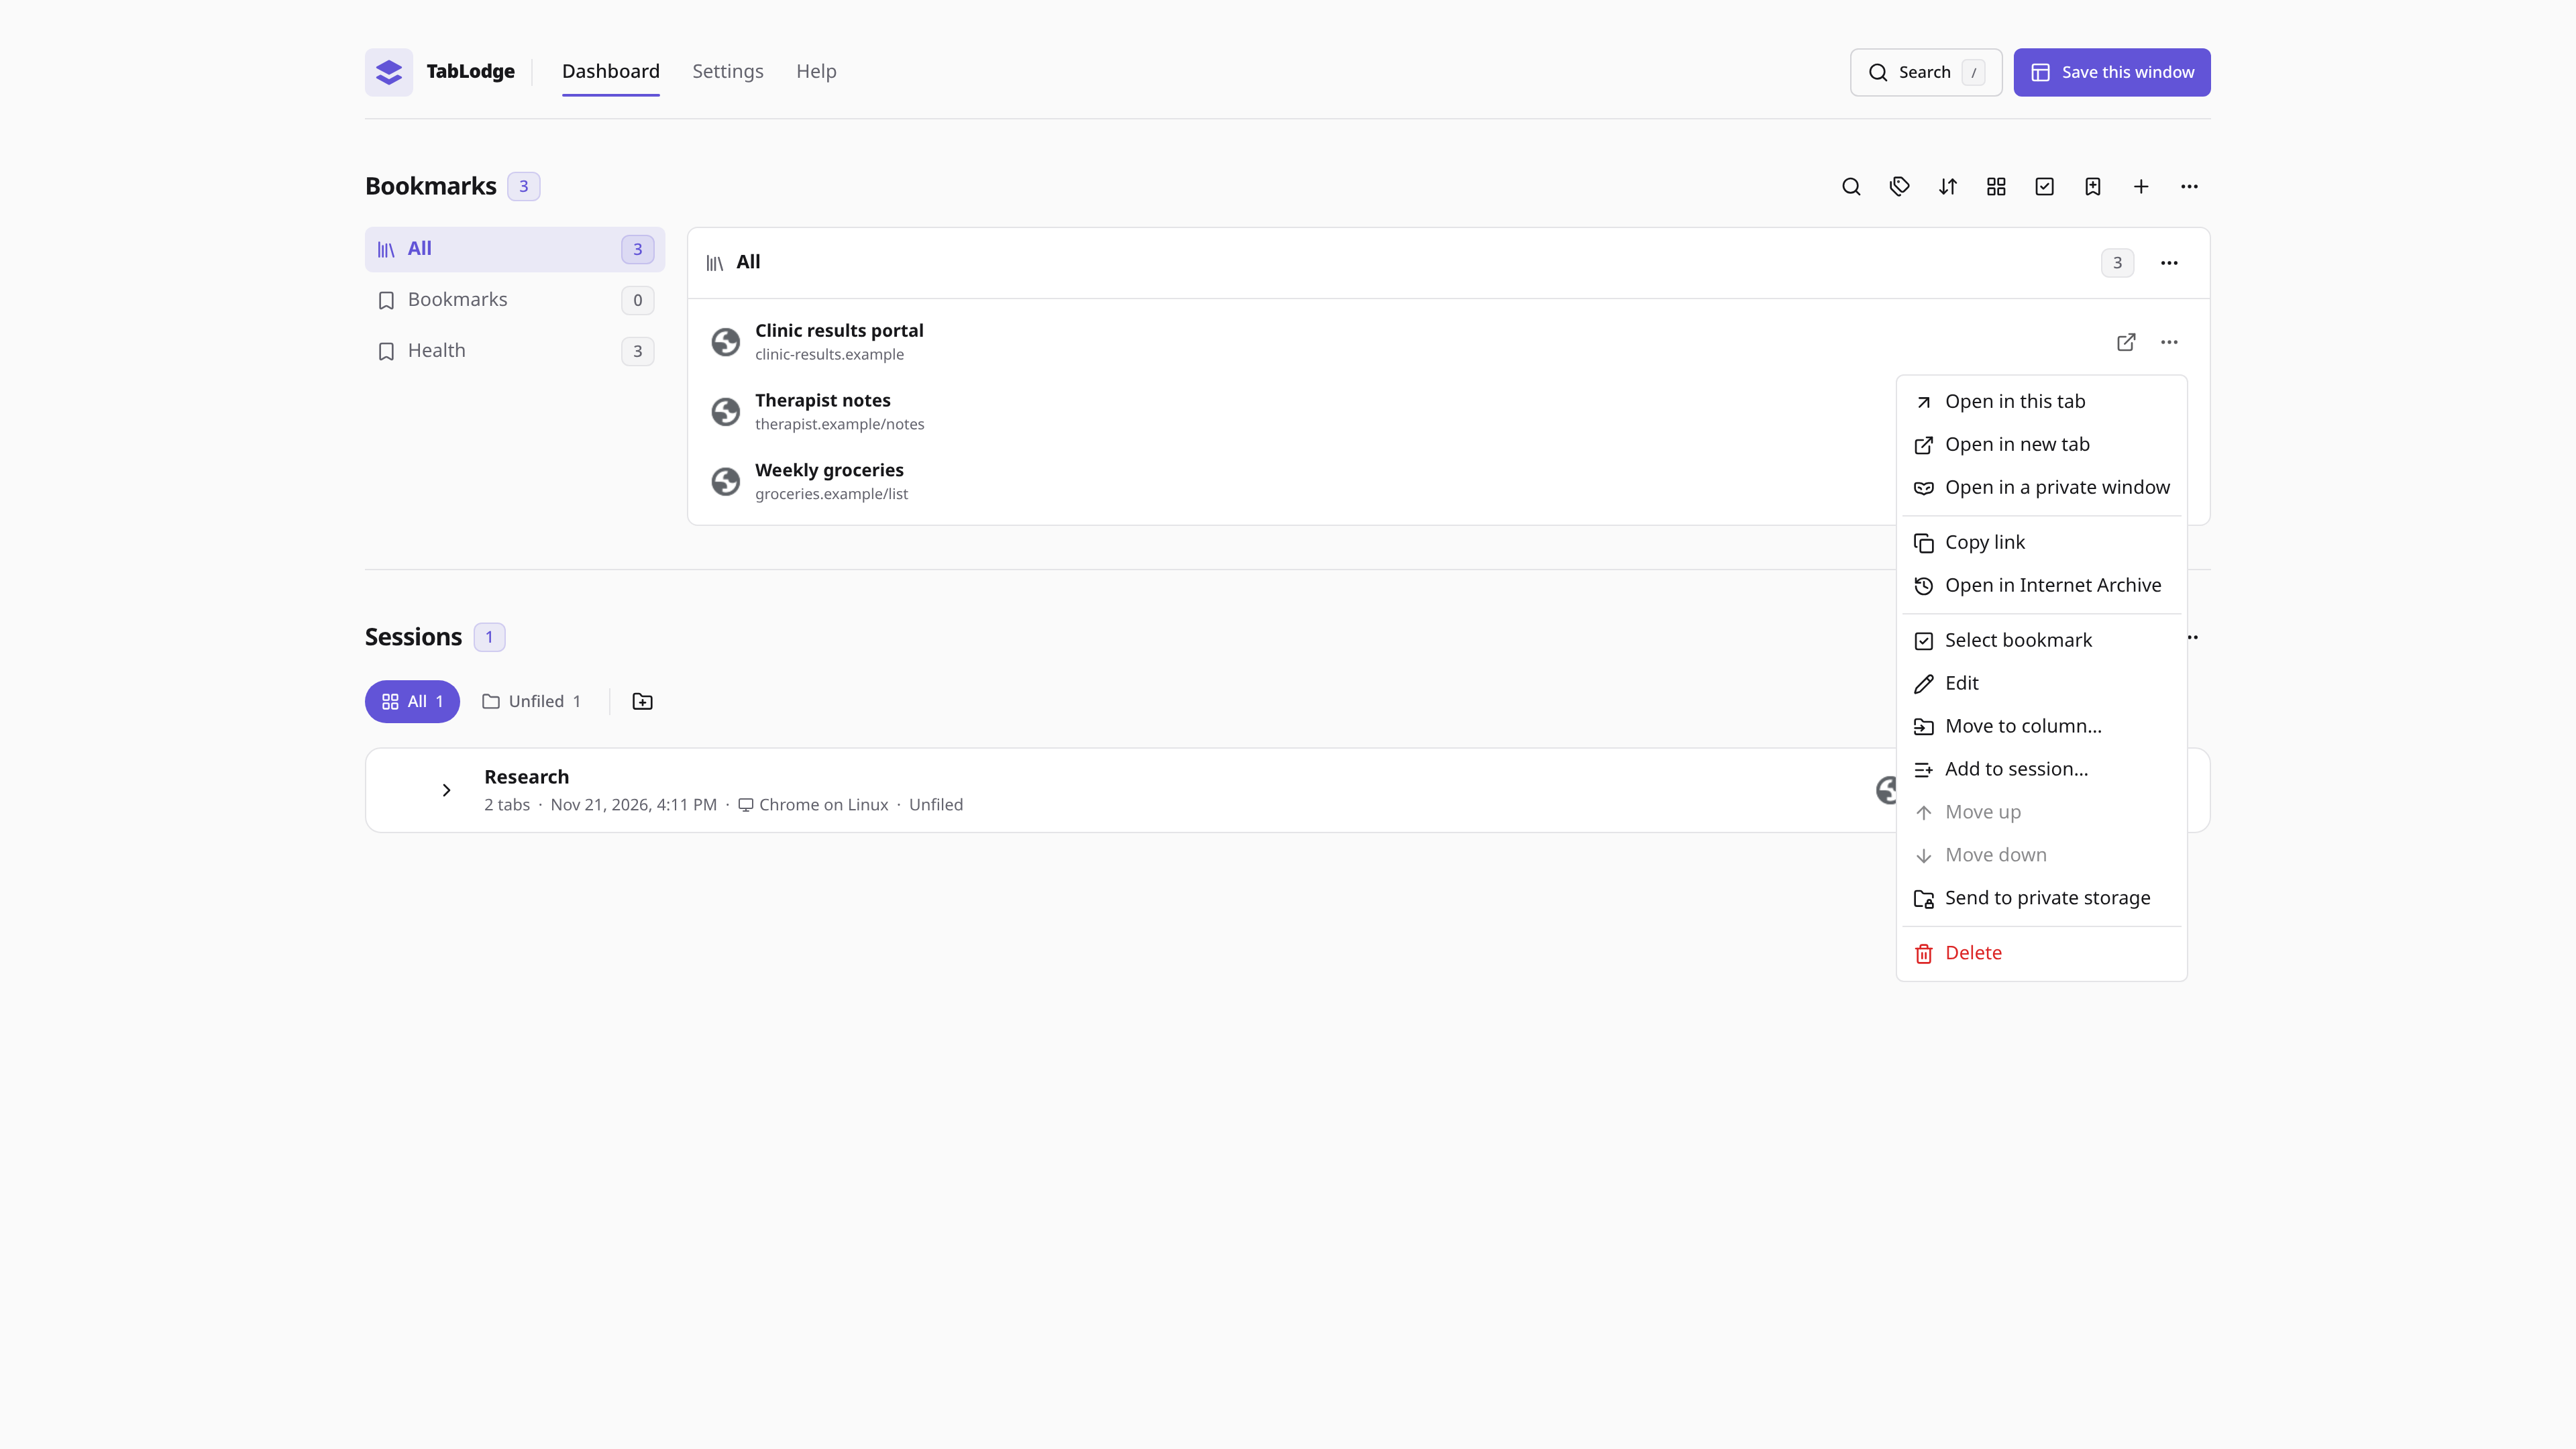 TabLodge
Dashboard
Settings
Help
Search /
Save this window
Bookmarks 3
All 3
Bookmarks 0
Health 3
All 3
Clinic results portal
clinic-results.example
Therapist notes
therapist.example/notes
Weekly groceries
groceries.example/list
Open in this tab
Open in new tab
Open in a private window
Copy link
Open in Internet Archive
Select bookmark
Edit
Move to column...
Add to session...
Move up
Move down
Send to private storage
Delete
Sessions 1
All 1
Unfiled 1
Research
2 tabs · Nov 21, 2026, 4:11 PM · Chrome on Linux · Unfiled